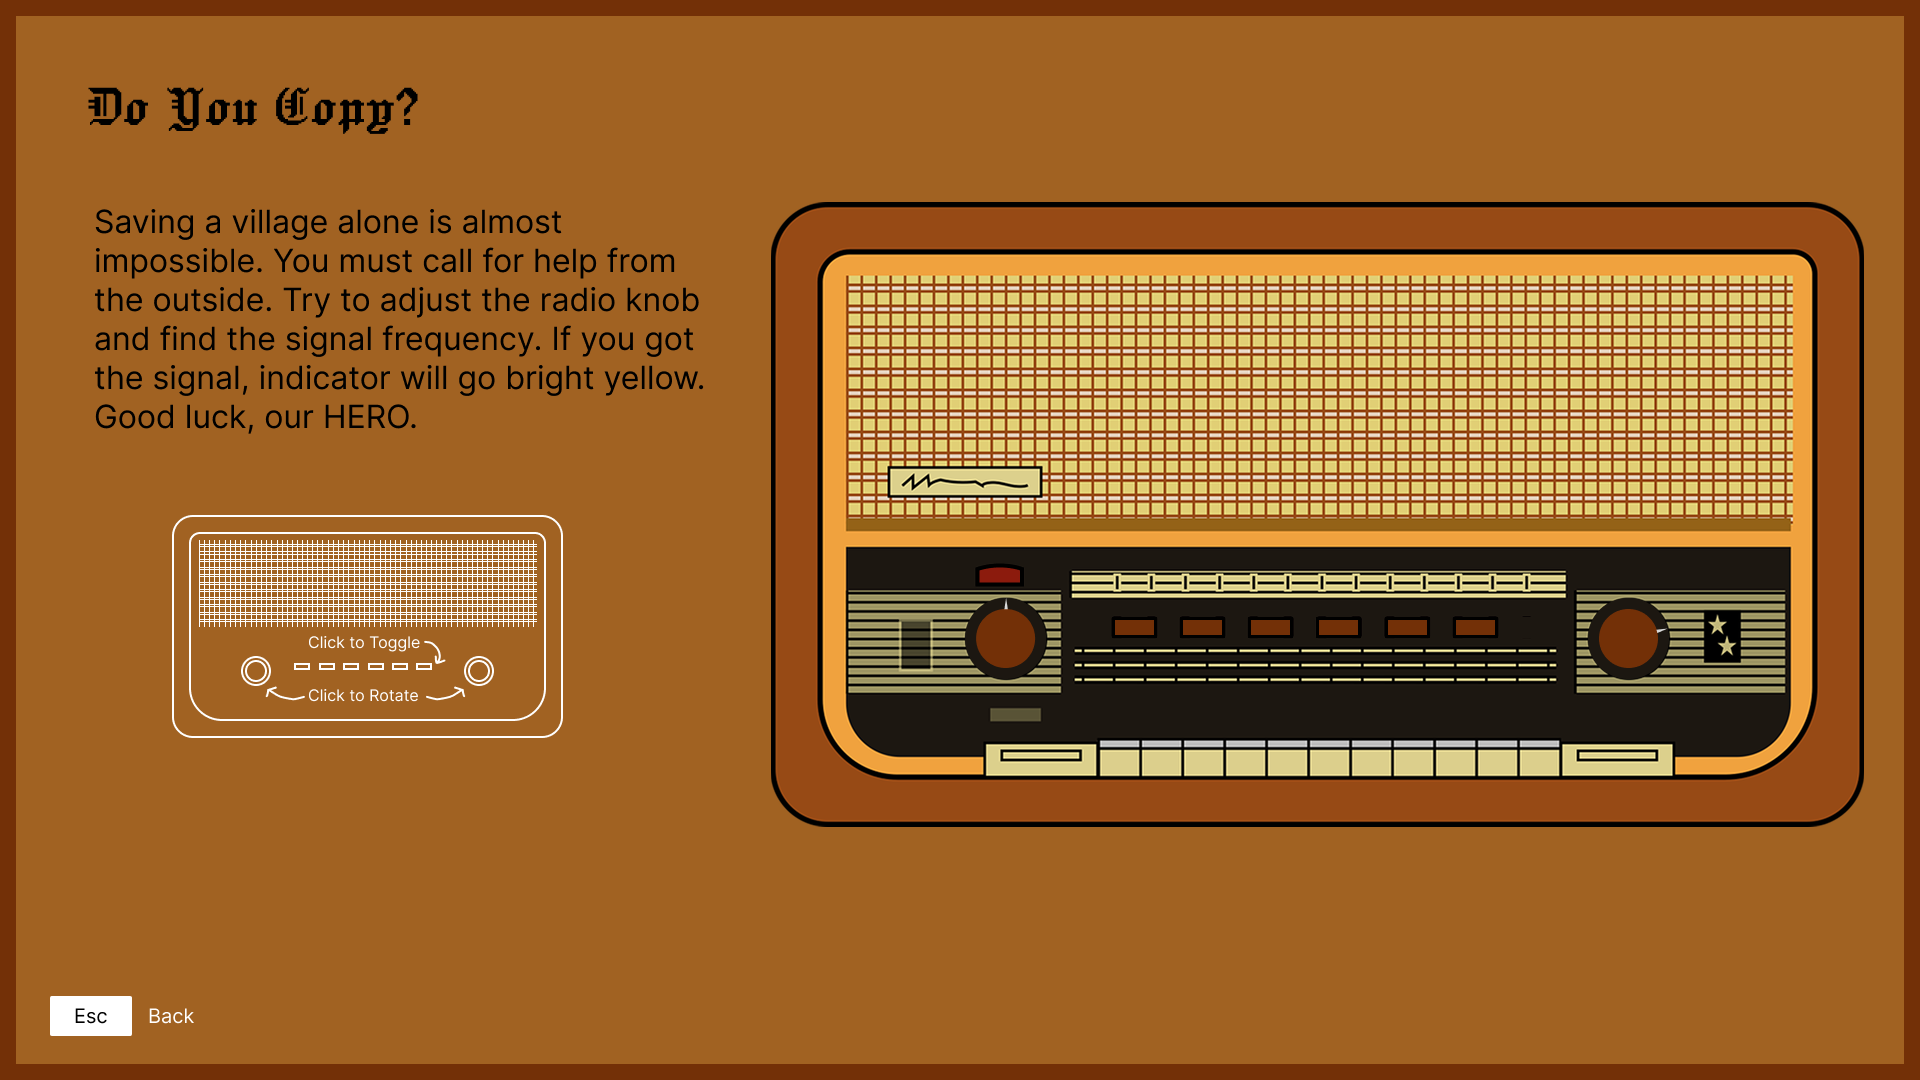 Do You Copy?
Saving a village alone is almost
impossible. You must call for help from
the outside. Try to adjust the radio knob
and find the signal frequency. If you got
the signal, indicator will go bright yellow.
Good luck, our HERO.
Click to Toggle
Click to Rotate
Esc Back